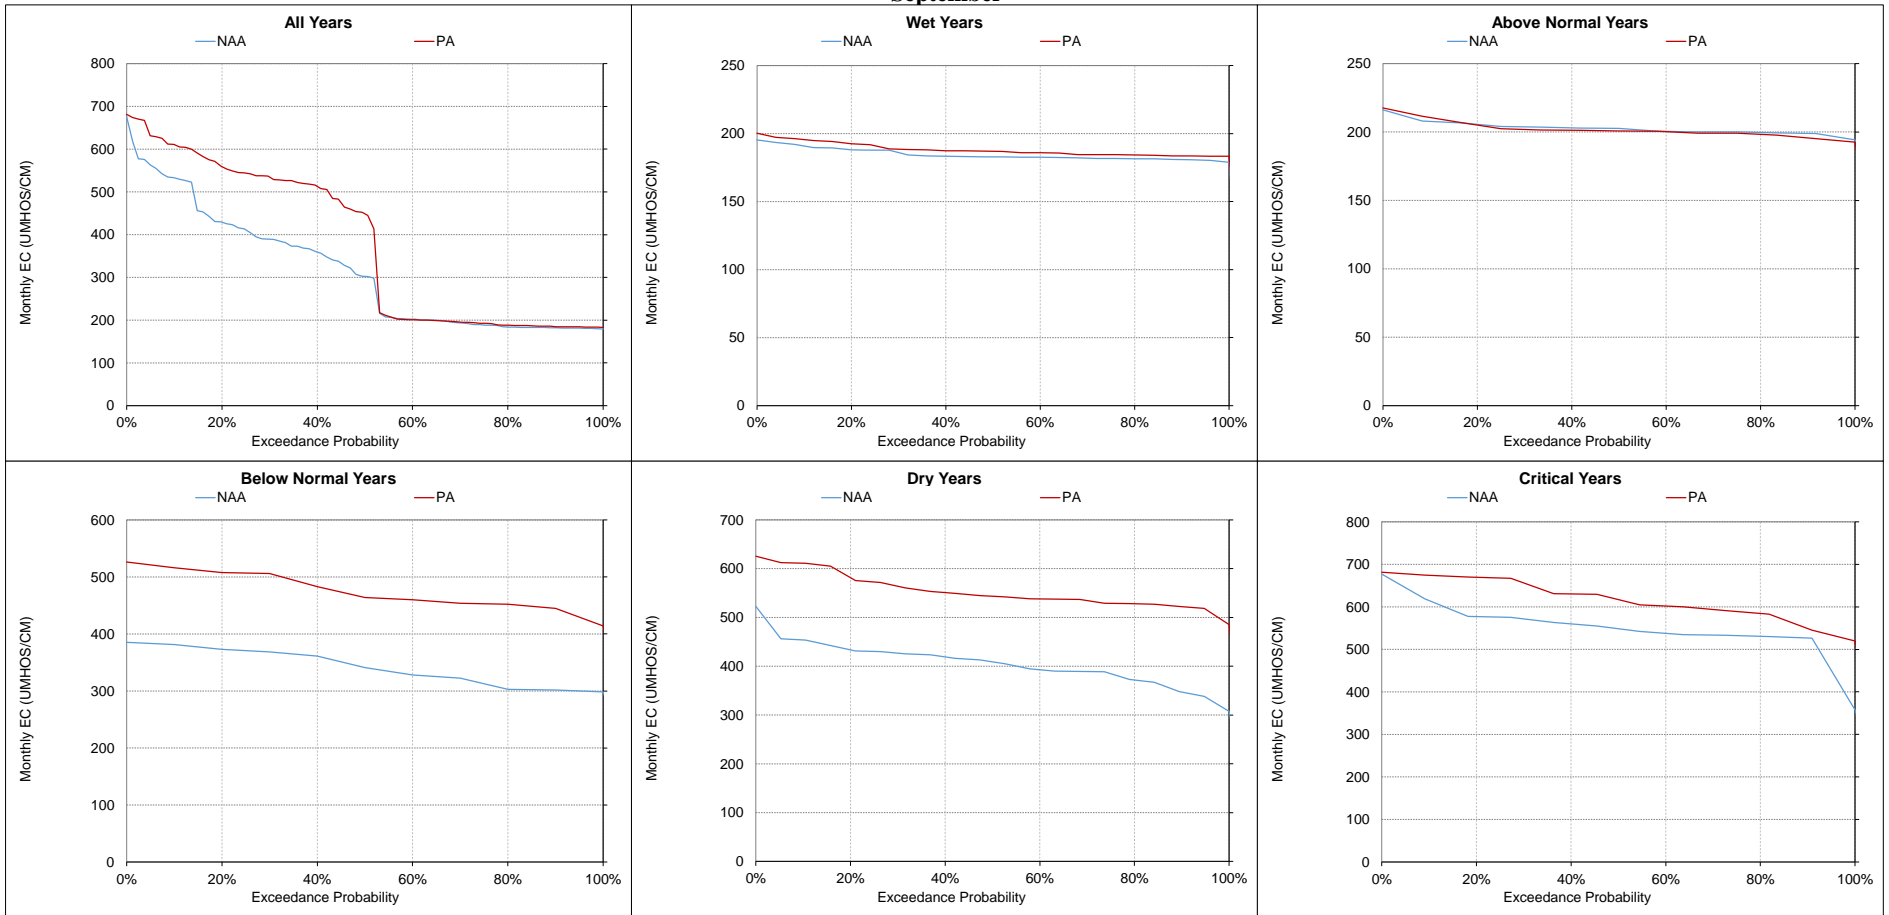 September
All Years
NAA PA
Monthly EC (UMHOS/CM)
800
700
600
500
400
300
200
100
0
0% 20% 40% 60% 80% 100%
Exceedance Probability
Wet Years
NAA PA
Monthly EC (UMHOS/CM)
250
200
150
100
50
0
0% 20% 40% 60% 80% 100%
Exceedance Probability
Above Normal Years
NAA PA
Monthly EC (UMHOS/CM)
250
200
150
100
50
0
0% 20% 40% 60% 80% 100%
Exceedance Probability
Below Normal Years
NAA PA
Monthly EC (UMHOS/CM)
600
500
400
300
200
100
0
0% 20% 40% 60% 80% 100%
Exceedance Probability
Dry Years
NAA PA
Monthly EC (UMHOS/CM)
700
600
500
400
300
200
100
0
0% 20% 40% 60% 80% 100%
Exceedance Probability
Critical Years
NAA PA
Monthly EC (UMHOS/CM)
800
700
600
500
400
300
200
100
0
0% 20% 40% 60% 80% 100%
Exceedance Probability